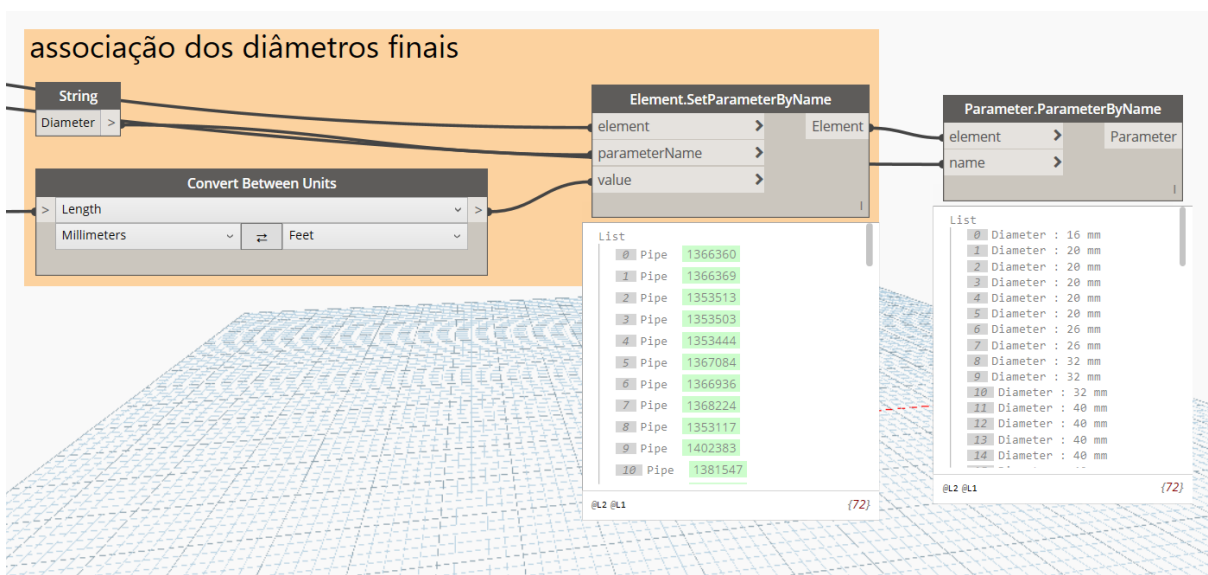 associação dos diâmetros finais
String
Diameter >
Convert Between Units
> Length >
Millimeters ⇄ Feet
Element.SetParameterByName
element > Element
parameterName >
value >
I
List
0 Pipe 1366360
1 Pipe 1366369
2 Pipe 1353513
3 Pipe 1353503
4 Pipe 1353444
5 Pipe 1367084
6 Pipe 1366936
7 Pipe 1368224
8 Pipe 1353117
9 Pipe 1402383
10 Pipe 1381547
@L2 @L1 {72}
Parameter.ParameterByName
element > Parameter
name >
I
List
0 Diameter : 16 mm
1 Diameter : 20 mm
2 Diameter : 20 mm
3 Diameter : 20 mm
4 Diameter : 20 mm
5 Diameter : 20 mm
6 Diameter : 26 mm
7 Diameter : 26 mm
8 Diameter : 32 mm
9 Diameter : 32 mm
10 Diameter : 32 mm
11 Diameter : 40 mm
12 Diameter : 40 mm
13 Diameter : 40 mm
14 Diameter : 40 mm
@L2 @L1 {72}